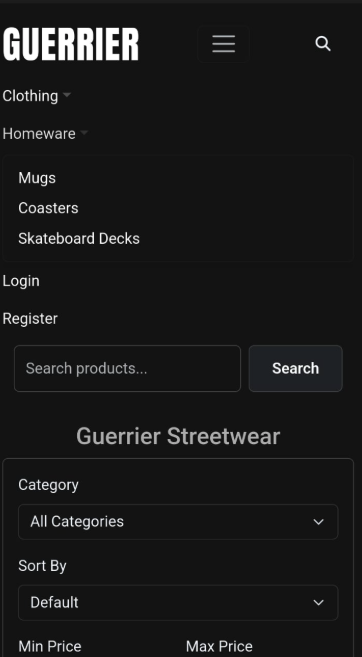 GUERRIER
Clothing
Homeware
Mugs
Coasters
Skateboard Decks
Login
Register
Search products... Search
Guerrier Streetwear
Category
All Categories
Sort By
Default
Min Price Max Price